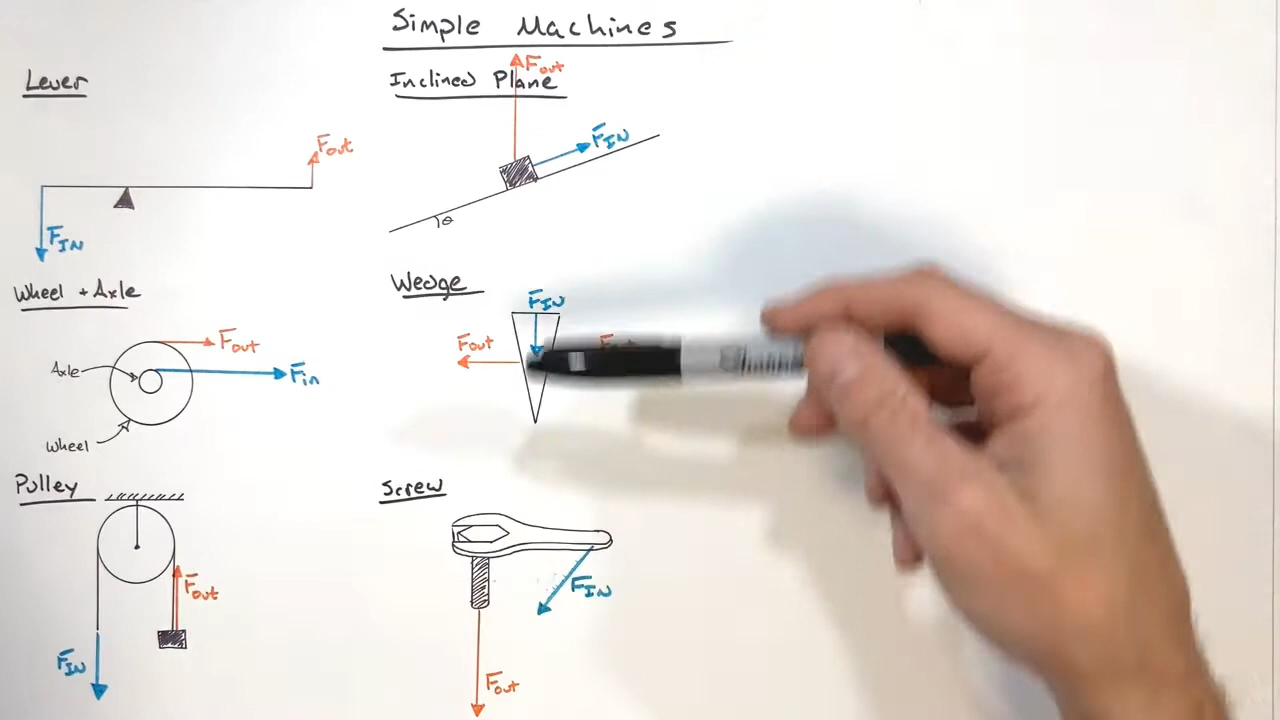 Simple Machines
Lever
Fout
FIN
Wheel + Axle
Fout
Axle
Fin
Wheel
Pulley
Fout
FIN
Inclined Plane
Fout
FIN
θ
Wedge
FIN
Fout
Fout
Screw
FIN
Fout